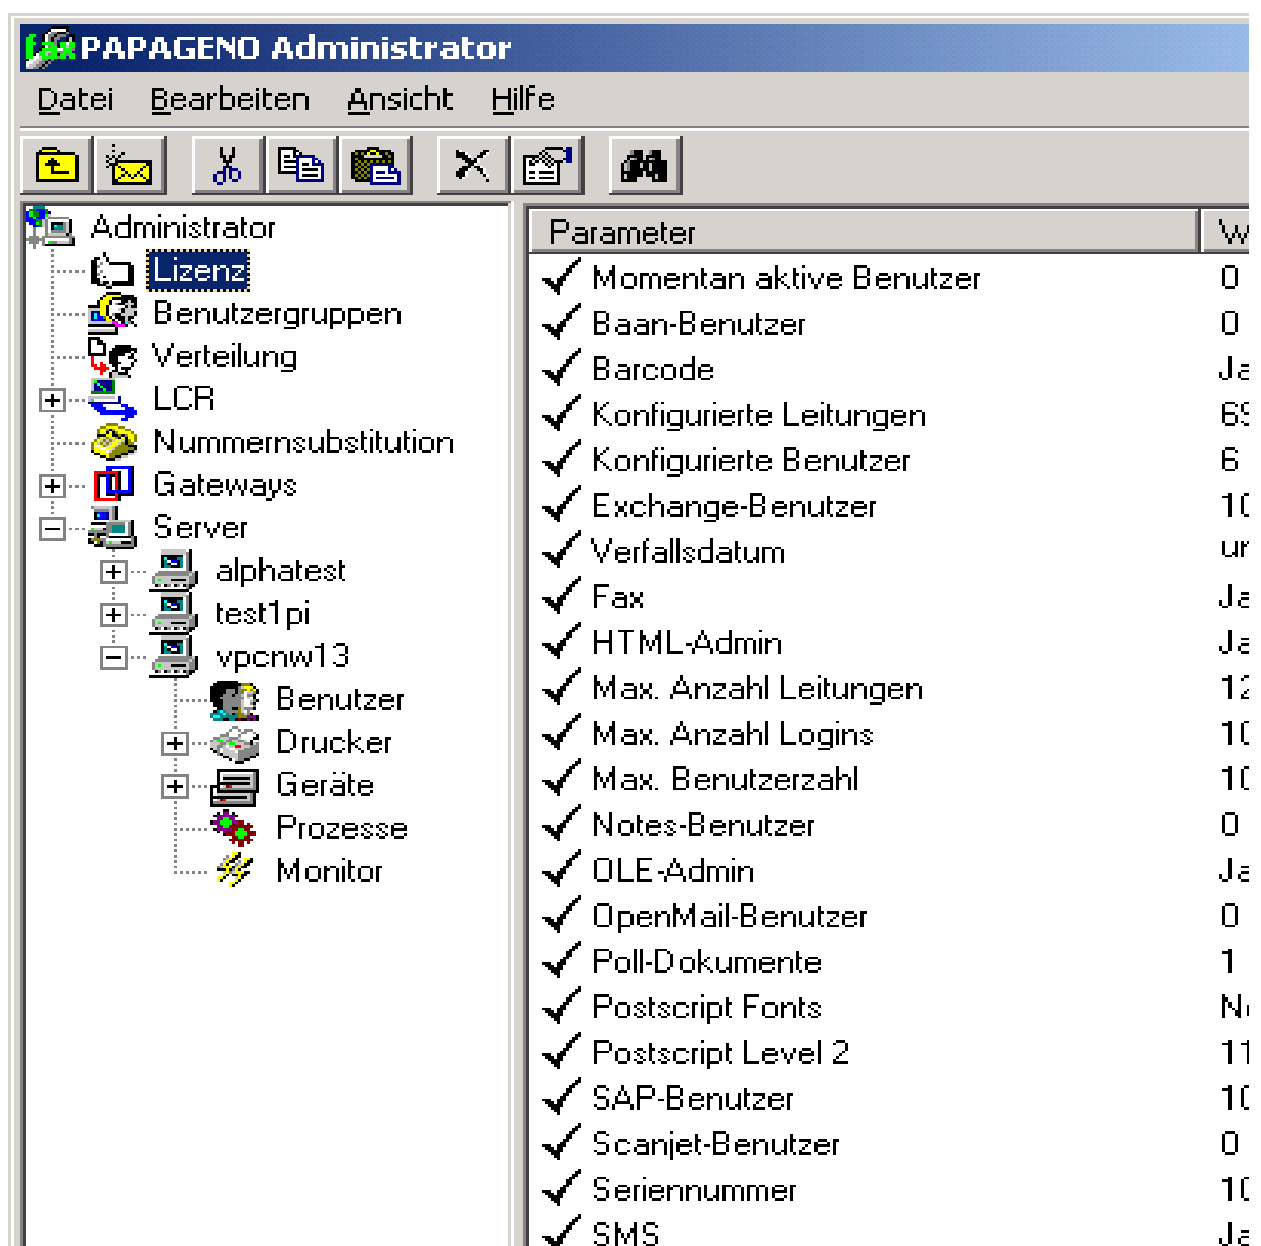 fax PAPAGENO Administrator
Datei Bearbeiten Ansicht Hilfe
Administrator
Lizenz
Benutzergruppen
Verteilung
LCR
Nummernsubstitution
Gateways
Server
alphatest
test1pi
vpcnw13
Benutzer
Drucker
Geräte
Prozesse
Monitor
Parameter
Momentan aktive Benutzer 0
Baan-Benutzer 0
Barcode
Konfigurierte Leitungen
Konfigurierte Benutzer 6
Exchange-Benutzer
Verfallsdatum
Fax
HTML-Admin
Max. Anzahl Leitungen
Max. Anzahl Logins
Max. Benutzerzahl
Notes-Benutzer 0
OLE-Admin
OpenMail-Benutzer 0
Poll-Dokumente 1
Postscript Fonts
Postscript Level 2
SAP-Benutzer
Scanjet-Benutzer 0
Seriennummer
SMS